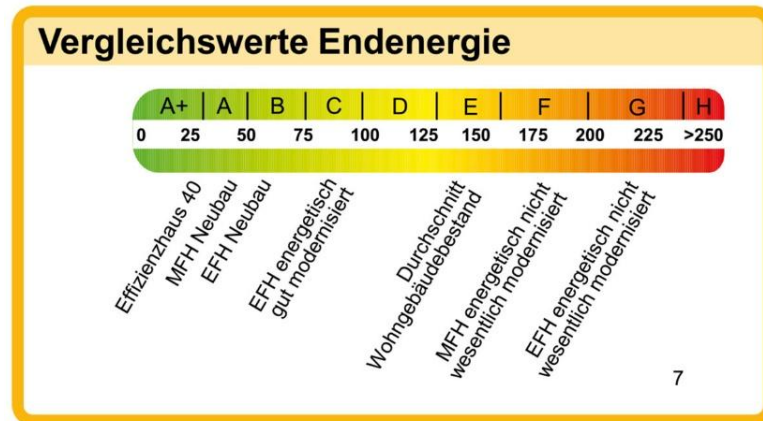 Vergleichswerte Endenergie
A+ A B C D E F G H
0 25 50 75 100 125 150 175 200 225 >250
Effizienzhaus 40
MFH Neubau
EFH Neubau
EFH energetisch
gut modernisiert
Durchschnitt
Wohngebäudebestand
MFH energetisch nicht
wesentlich modernisiert
EFH energetisch nicht
wesentlich modernisiert
7